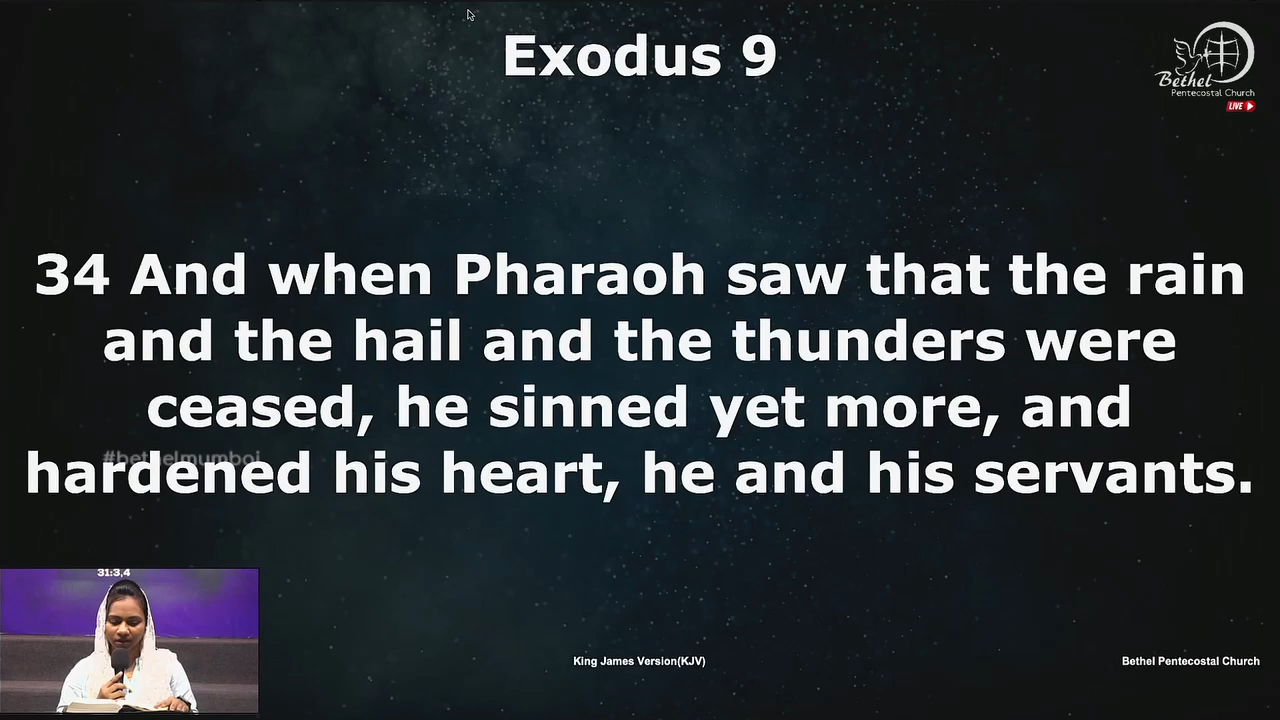 Exodus 9
Bethel
Pentecostal Church
LIVE
34 And when Pharaoh saw that the rain
and the hail and the thunders were
ceased, he sinned yet more, and
#bethelmumbai
hardened his heart, he and his servants.
31:3,4
King James Version(KJV)
Bethel Pentecostal Church